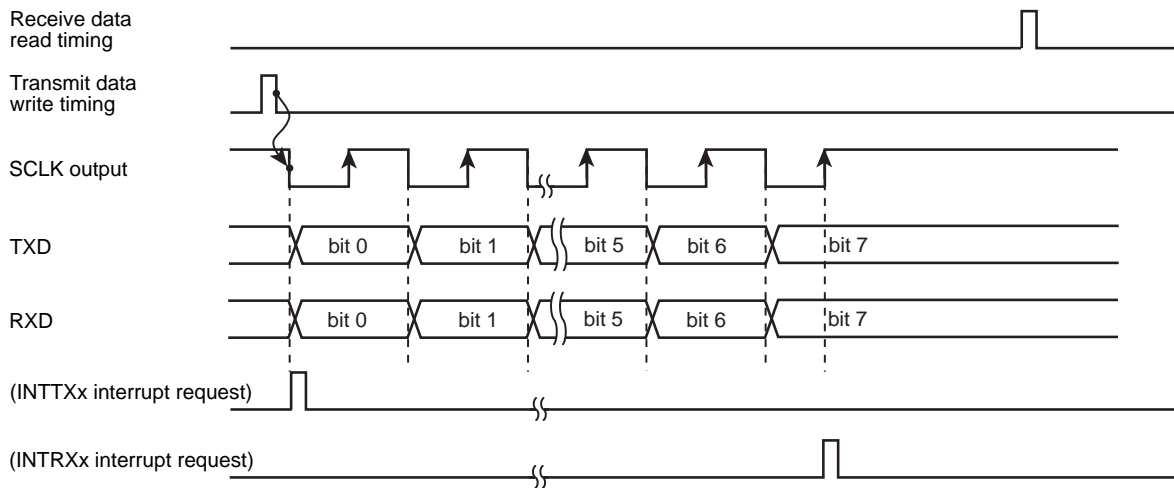 Receive data
read timing
Transmit data
write timing
SCLK output
TXD
bit 0 bit 1 bit 5 bit 6 bit 7
RXD
bit 0 bit 1 bit 5 bit 6 bit 7
(INTTXx interrupt request)
(INTRXx interrupt request)